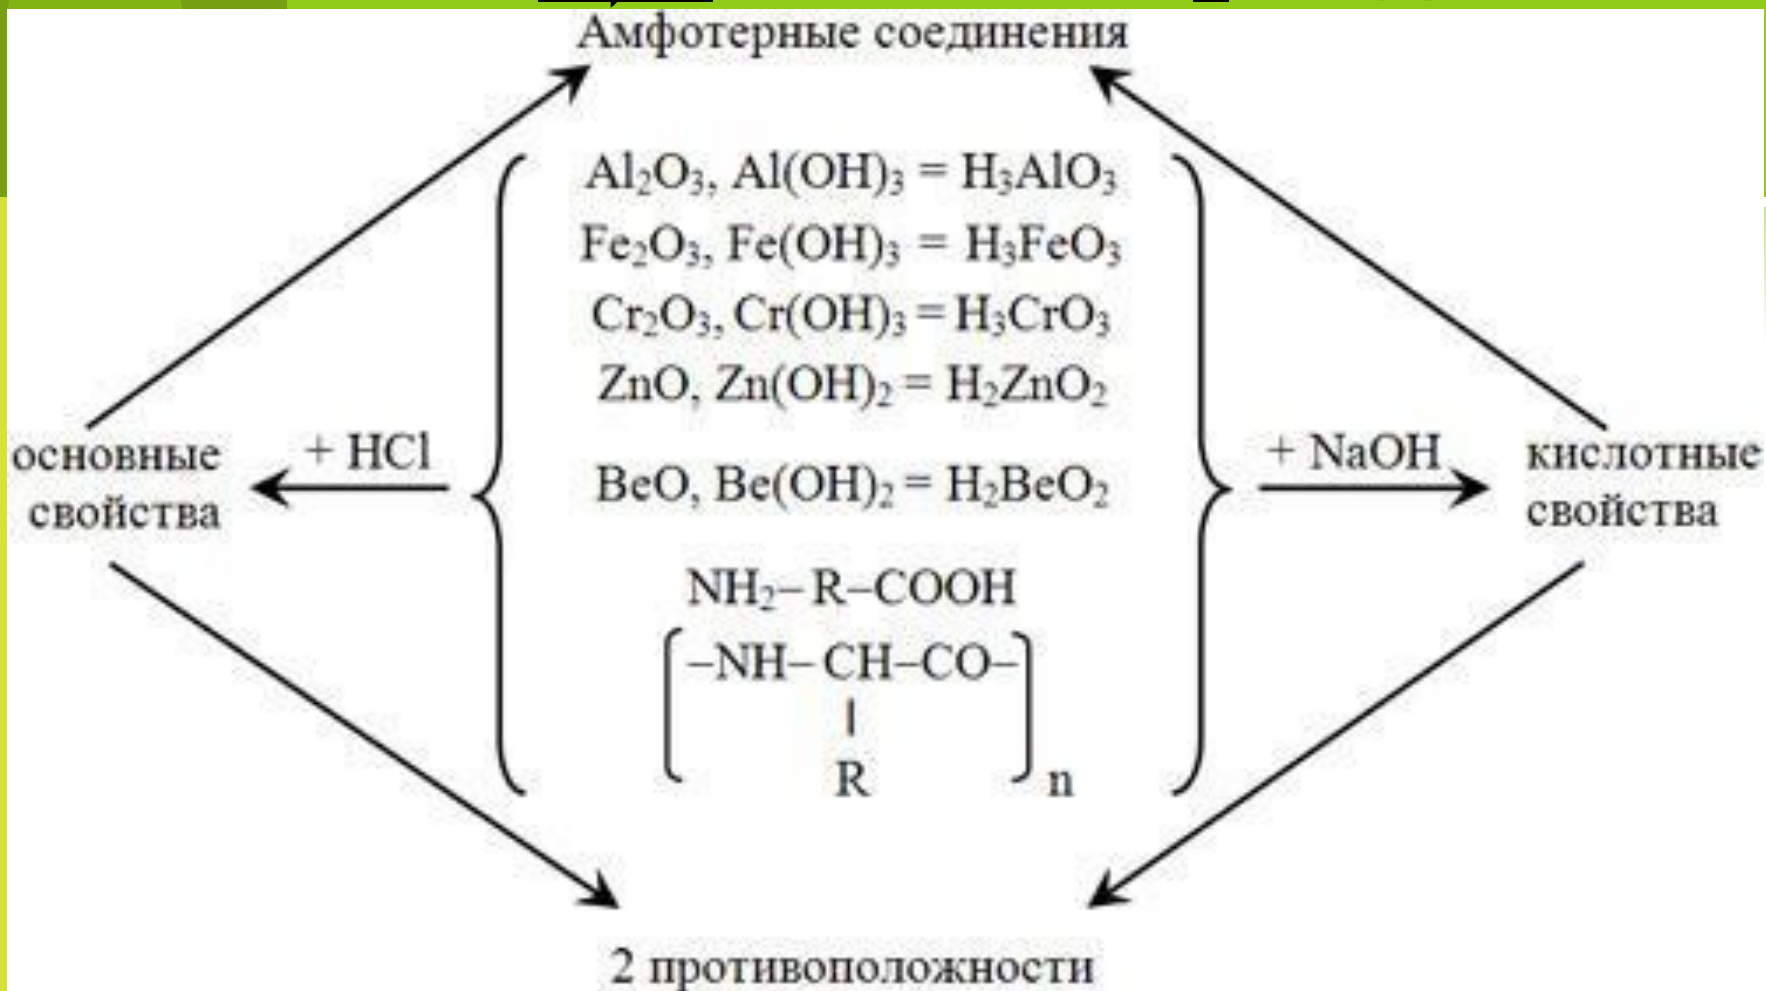 Амфотерные соединения
Al₂O₃, Al(OH)₃ = H₃AlO₃
Fe₂O₃, Fe(OH)₃ = H₃FeO₃
Cr₂O₃, Cr(OH)₃ = H₃CrO₃
ZnO, Zn(OH)₂ = H₂ZnO₂
основные свойства
+ HCl
BeO, Be(OH)₂ = H₂BeO₂
+ NaOH
кислотные свойства
NH₂–R–COOH
–NH–CH–CO–
R
n
2 противоположности